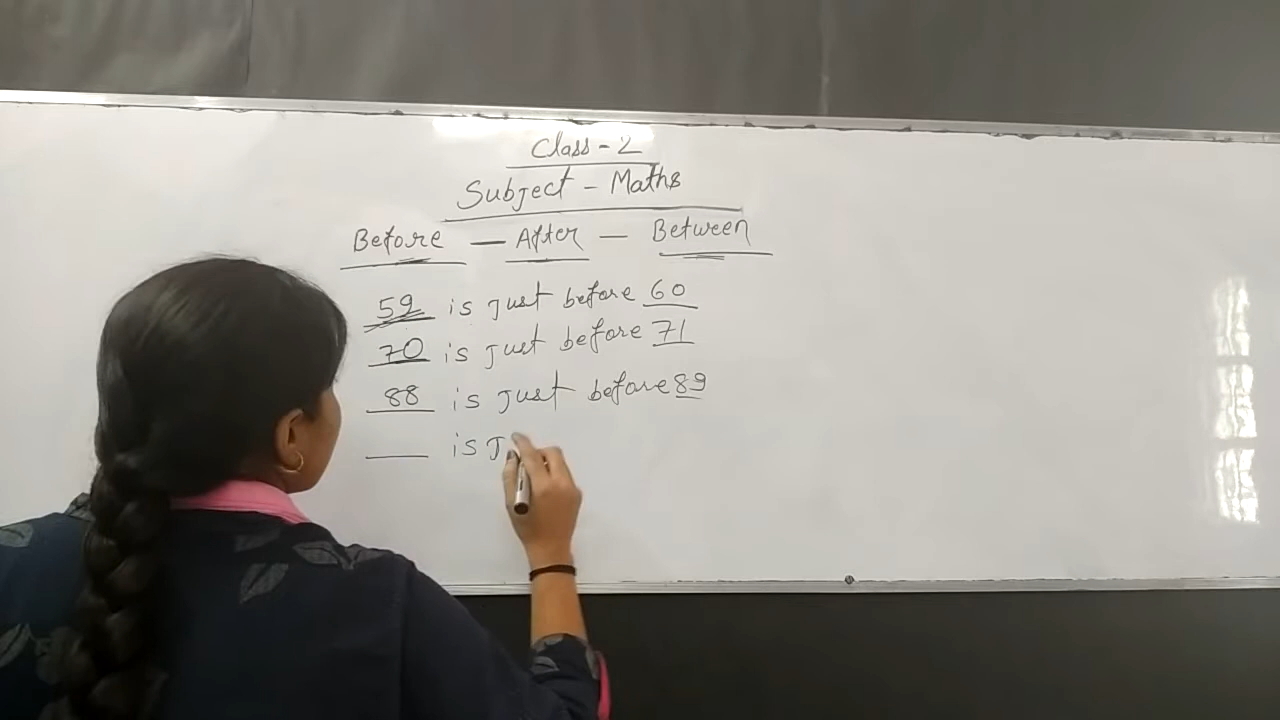 Class - 2
Subject - Maths
Before — After — Between
59 is just before 60
70 is just before 71
88 is just before 89
___ is J